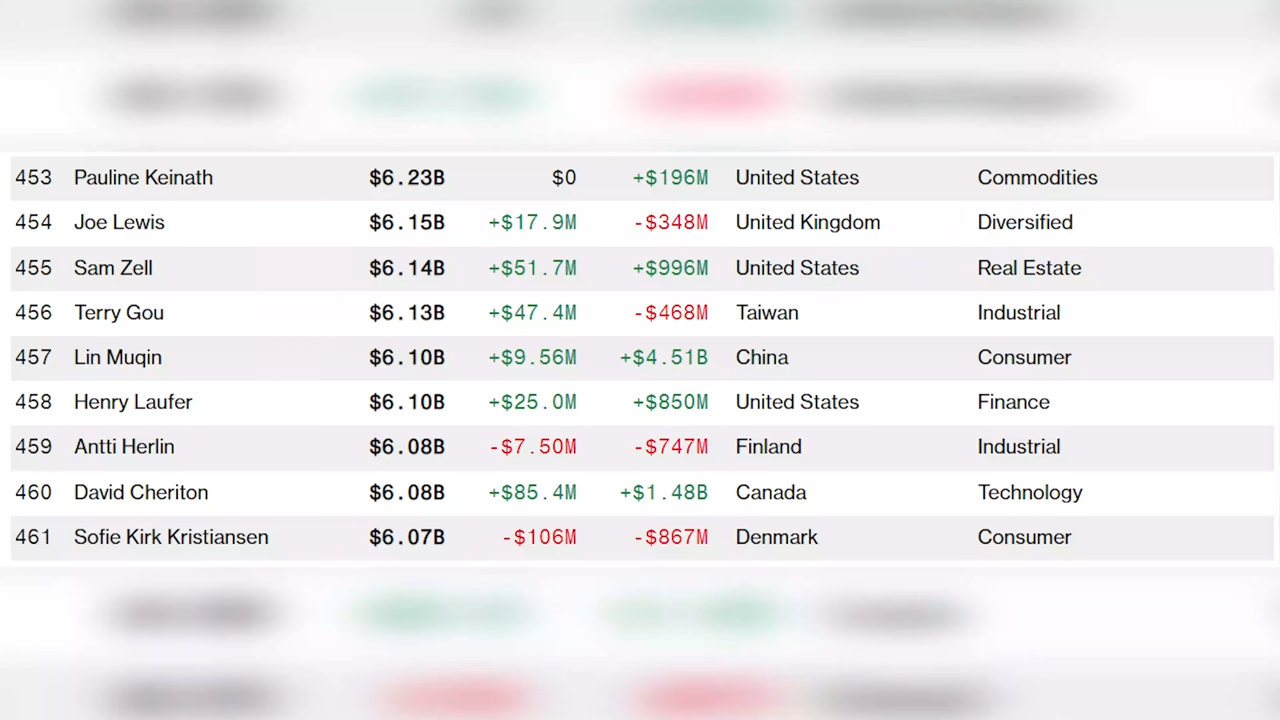 453 Pauline Keinath $6.23B $0 +$196M United States Commodities
454 Joe Lewis $6.15B +$17.9M -$348M United Kingdom Diversified
455 Sam Zell $6.14B +$51.7M +$996M United States Real Estate
456 Terry Gou $6.13B +$47.4M -$468M Taiwan Industrial
457 Lin Muqin $6.10B +$9.56M +$4.51B China Consumer
458 Henry Laufer $6.10B +$25.0M +$850M United States Finance
459 Antti Herlin $6.08B -$7.50M -$747M Finland Industrial
460 David Cheriton $6.08B +$85.4M +$1.48B Canada Technology
461 Sofie Kirk Kristiansen $6.07B -$106M -$867M Denmark Consumer